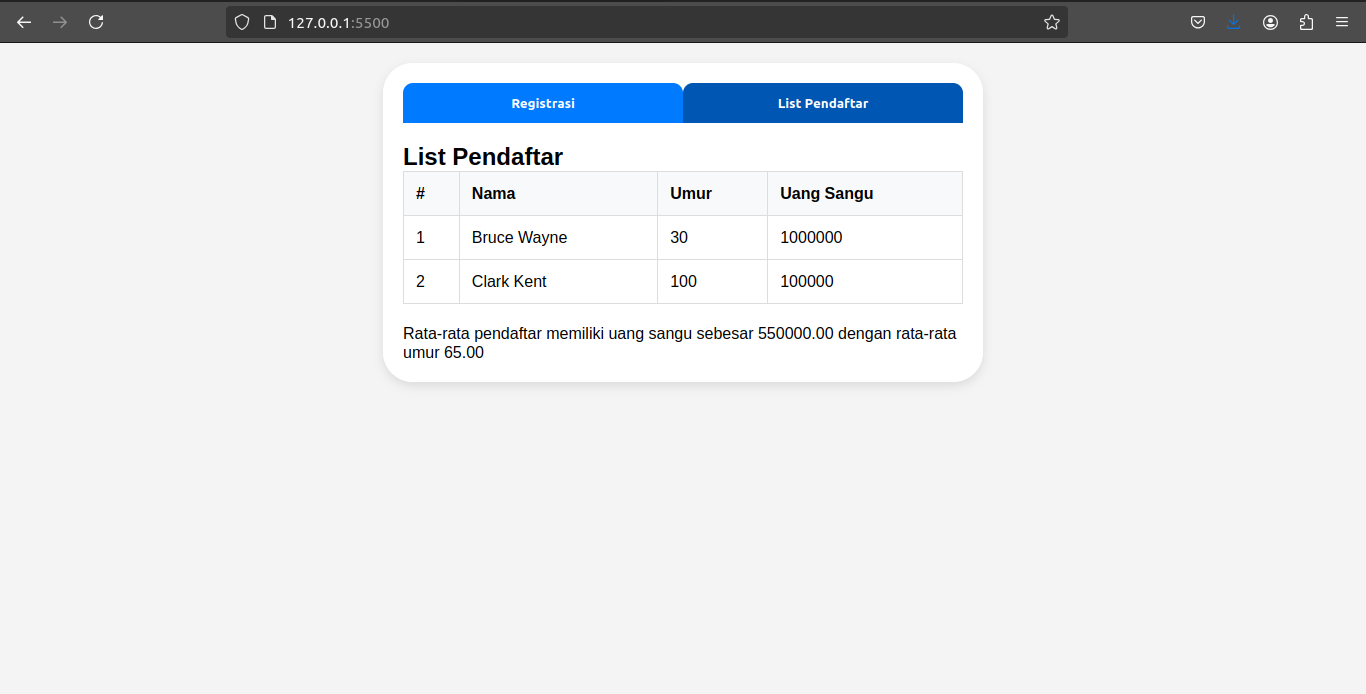 127.0.0.1:5500
Registrasi List Pendaftar
List Pendaftar
# Nama Umur Uang Sangu
1 Bruce Wayne 30 1000000
2 Clark Kent 100 100000
Rata-rata pendaftar memiliki uang sangu sebesar 550000.00 dengan rata-rata
umur 65.00